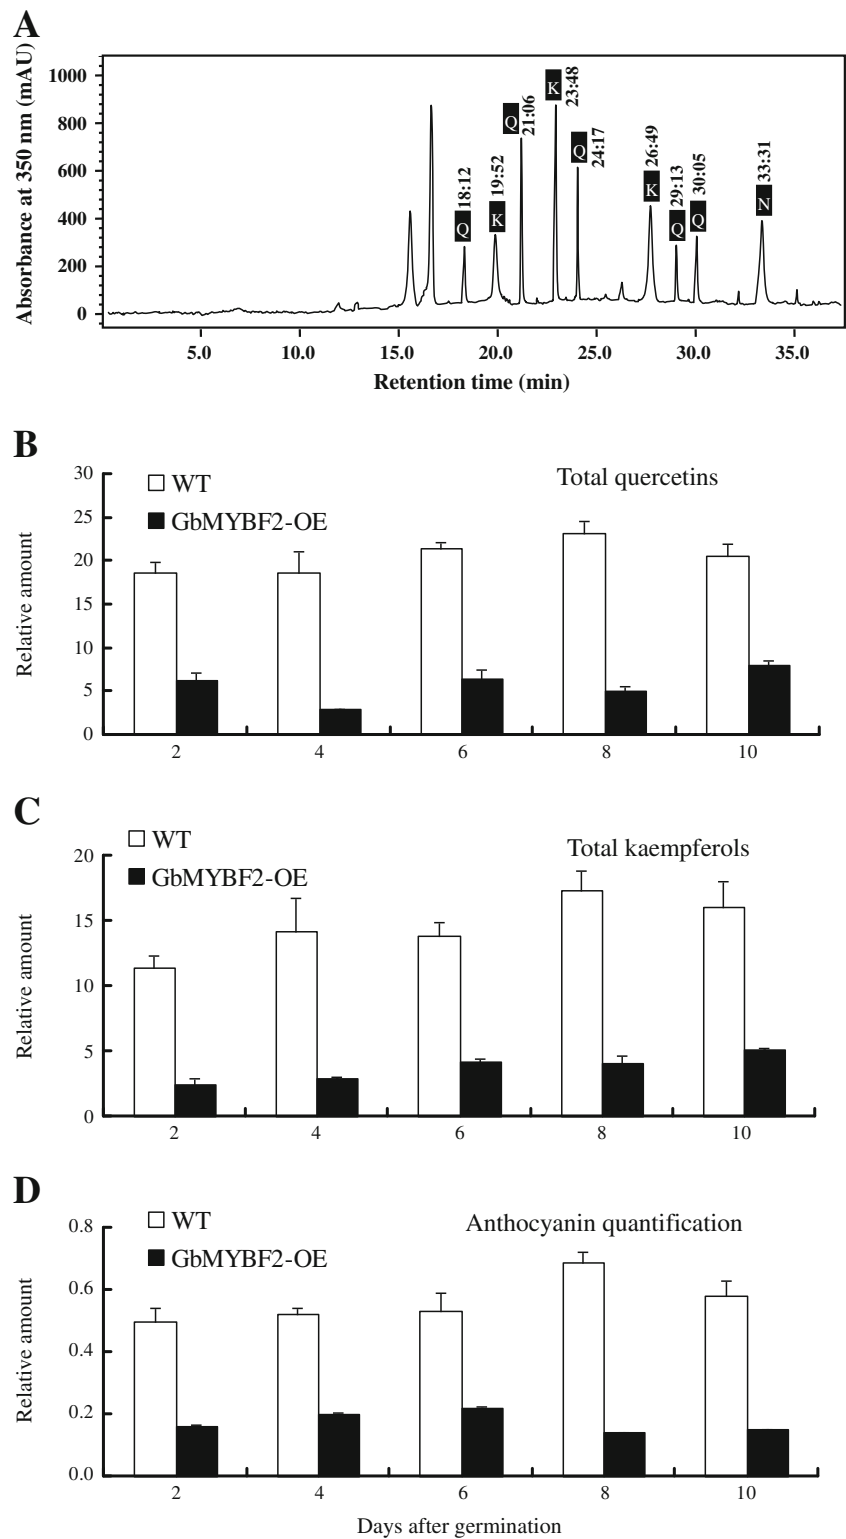 A
Absorbance at 350 nm (mAU)
1000
800
600
400
200
0
Q 18:12
K 19:52
Q 21:06
K 23:48
Q 24:17
K 26:49
Q 29:13
Q 30:05
N 33:31
5.0 10.0 15.0 20.0 25.0 30.0 35.0
Retention time (min)
B
Total quercetins
WT
GbMYBF2-OE
Relative amount
30
25
20
15
10
5
0
2 4 6 8 10
C
Total kaempferols
WT
GbMYBF2-OE
Relative amount
20
15
10
5
0
2 4 6 8 10
D
Anthocyanin quantification
WT
GbMYBF2-OE
Relative amount
0.8
0.6
0.4
0.2
0.0
2 4 6 8 10
Days after germination